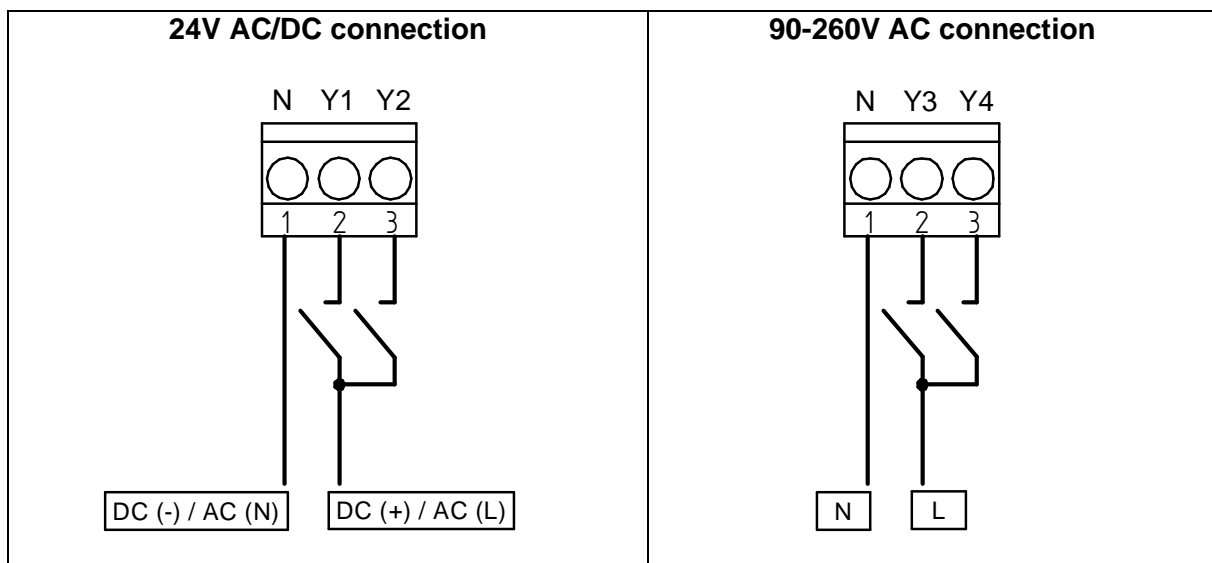 24V AC/DC connection
N Y1 Y2
1 2 3
DC (-) / AC (N)
DC (+) / AC (L)
90-260V AC connection
N Y3 Y4
1 2 3
N
L